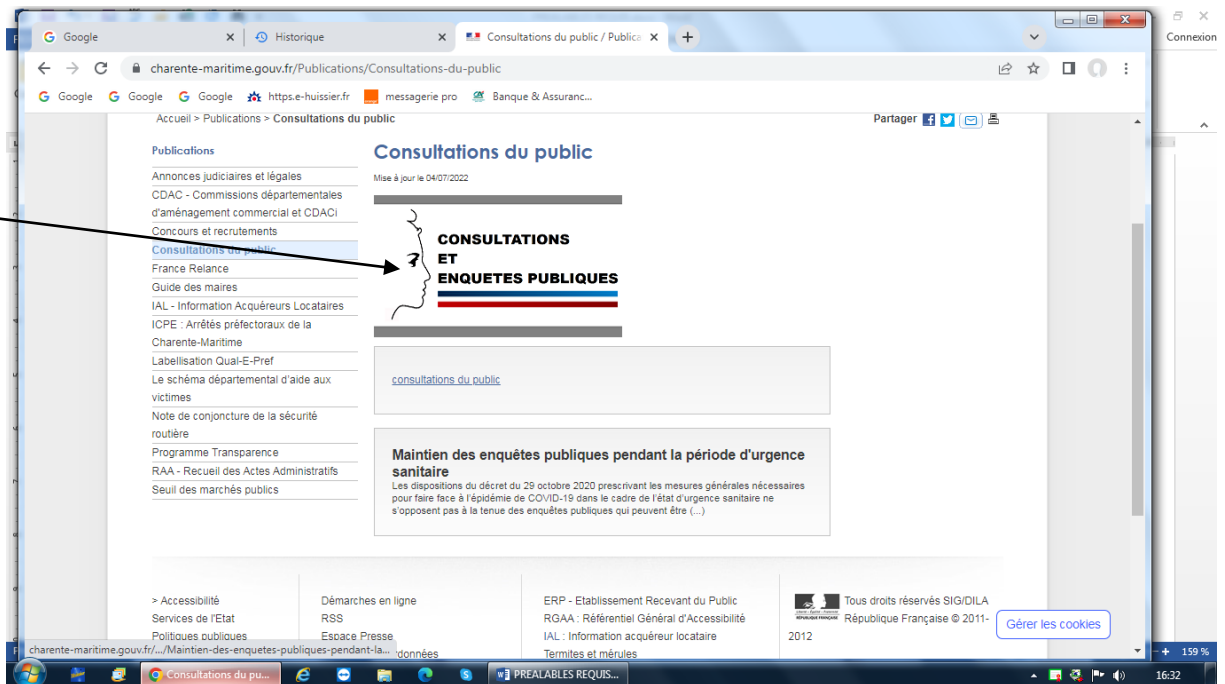 Google
Historique
Consultations du public / Publica
Connexion
charente-maritime.gouv.fr/Publications/Consultations-du-public
Google
Google
Google
https.e-huissier.fr
messagerie pro
Banque & Assuranc...
Accueil > Publications > Consultations du public
Partager
Publications
Annonces judiciaires et légales
CDAC - Commissions départementales
d'aménagement commercial et CDACi
Concours et recrutements
Consultations du public
France Relance
Guide des maires
IAL - Information Acquéreurs Locataires
ICPE : Arrêtés préfectoraux de la
Charente-Maritime
Labellisation Qual-E-Pref
Le schéma départemental d'aide aux
victimes
Note de conjoncture de la sécurité
routière
Programme Transparence
RAA - Recueil des Actes Administratifs
Seuil des marchés publics
Consultations du public
Mise à jour le 04/07/2022
CONSULTATIONS
ET
ENQUETES PUBLIQUES
consultations du public
Maintien des enquêtes publiques pendant la période d'urgence
sanitaire
Les dispositions du décret du 29 octobre 2020 prescrivant les mesures générales nécessaires
pour faire face à l'épidémie de COVID-19 dans le cadre de l'état d'urgence sanitaire ne
s'opposent pas à la tenue des enquêtes publiques qui peuvent être (...)
> Accessibilité
Services de l'Etat
Politiques publiques
Démarches en ligne
RSS
Espace Presse
ERP - Etablissement Recevant du Public
RGAA : Référentiel Général d'Accessibilité
IAL : Information acquéreur locataire
Termites et mérules
Tous droits réservés SIG/DILA
République Française © 2011-
2012
Gérer les cookies
charente-maritime.gouv.fr/.../Maintien-des-enquetes-publiques-pendant-la...
159 %
Consultations du pu...
PREALABLES REQUIS...
16:32